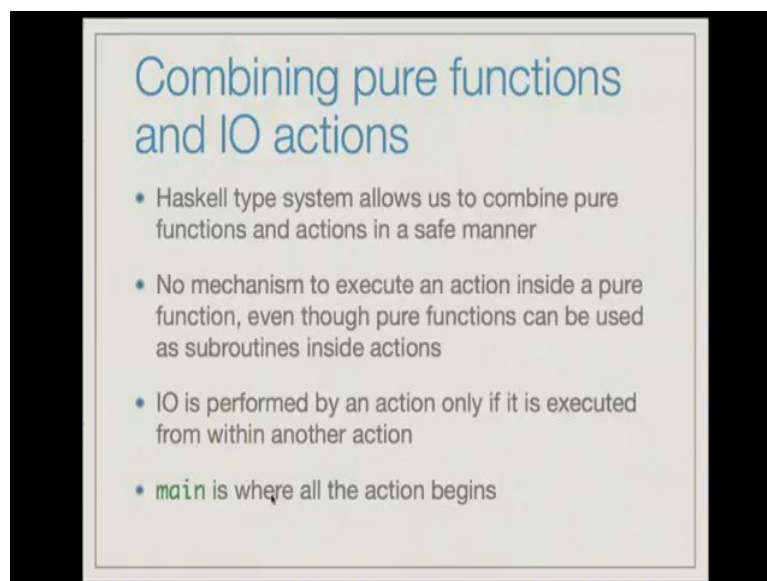 Combining pure functions
and IO actions
• Haskell type system allows us to combine pure
functions and actions in a safe manner
• No mechanism to execute an action inside a pure
function, even though pure functions can be used
as subroutines inside actions
• IO is performed by an action only if it is executed
from within another action
• main is where all the action begins